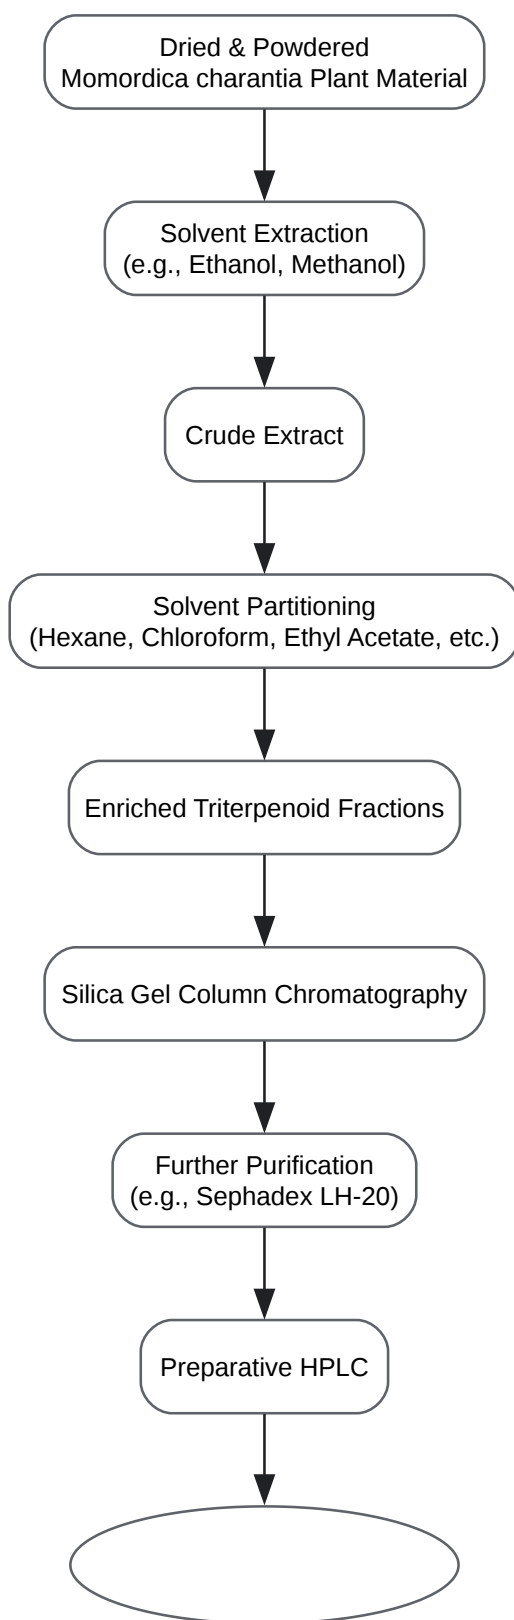 Dried & Powdered
Momordica charantia Plant Material
Solvent Extraction
(e.g., Ethanol, Methanol)
Crude Extract
Solvent Partitioning
(Hexane, Chloroform, Ethyl Acetate, etc.)
Enriched Triterpenoid Fractions
Silica Gel Column Chromatography
Further Purification
(e.g., Sephadex LH-20)
Preparative HPLC